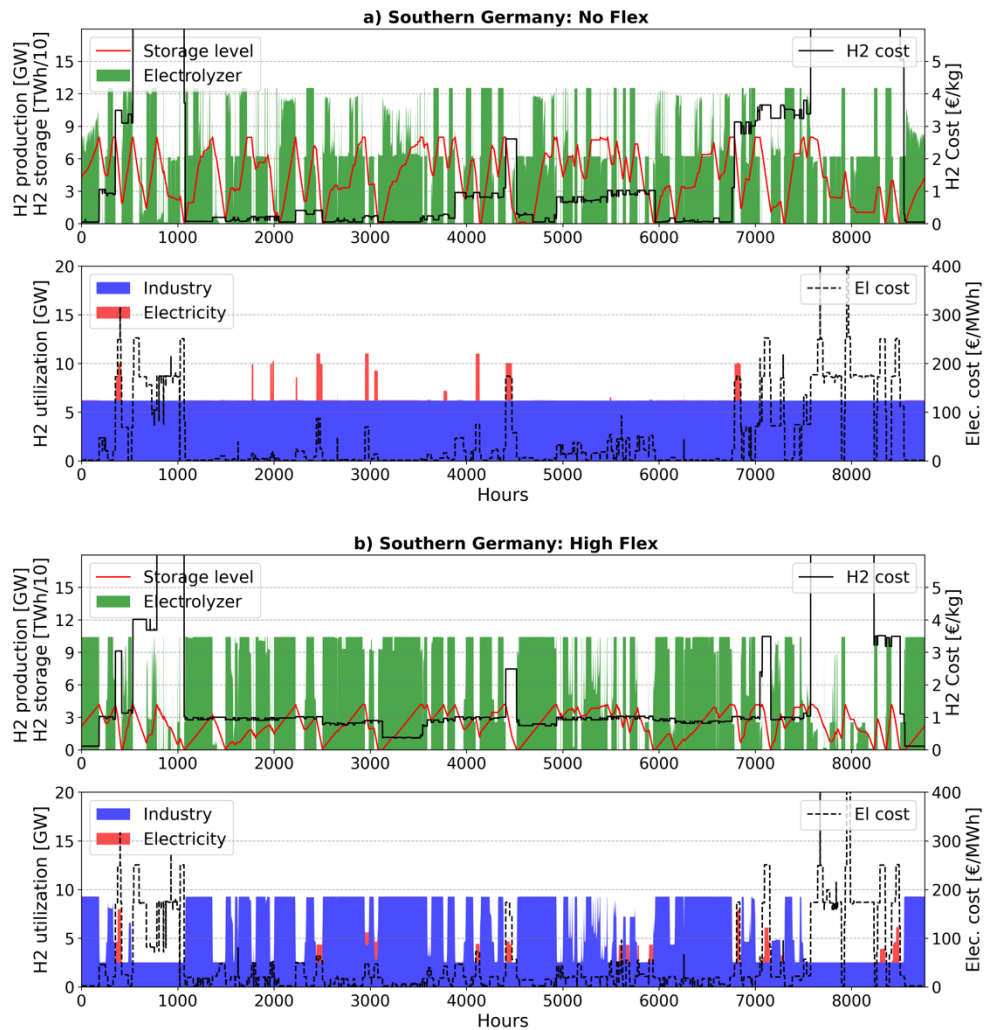 a) Southern Germany: No Flex
H2 production [GW]
H2 storage [TWh/10]
15
12
9
6
3
0
Storage level
Electrolyzer
H2 cost
5
4
3
2
1
0
H2 Cost [€/kg]
0 1000 2000 3000 4000 5000 6000 7000 8000
H2 utilization [GW]
20
15
10
5
0
Industry
Electricity
El cost
400
300
200
100
0
Elec. cost [€/MWh]
0 1000 2000 3000 4000 5000 6000 7000 8000
Hours
b) Southern Germany: High Flex
H2 production [GW]
H2 storage [TWh/10]
15
12
9
6
3
0
Storage level
Electrolyzer
H2 cost
5
4
3
2
1
0
H2 Cost [€/kg]
0 1000 2000 3000 4000 5000 6000 7000 8000
H2 utilization [GW]
20
15
10
5
0
Industry
Electricity
El cost
400
300
200
100
0
Elec. cost [€/MWh]
0 1000 2000 3000 4000 5000 6000 7000 8000
Hours